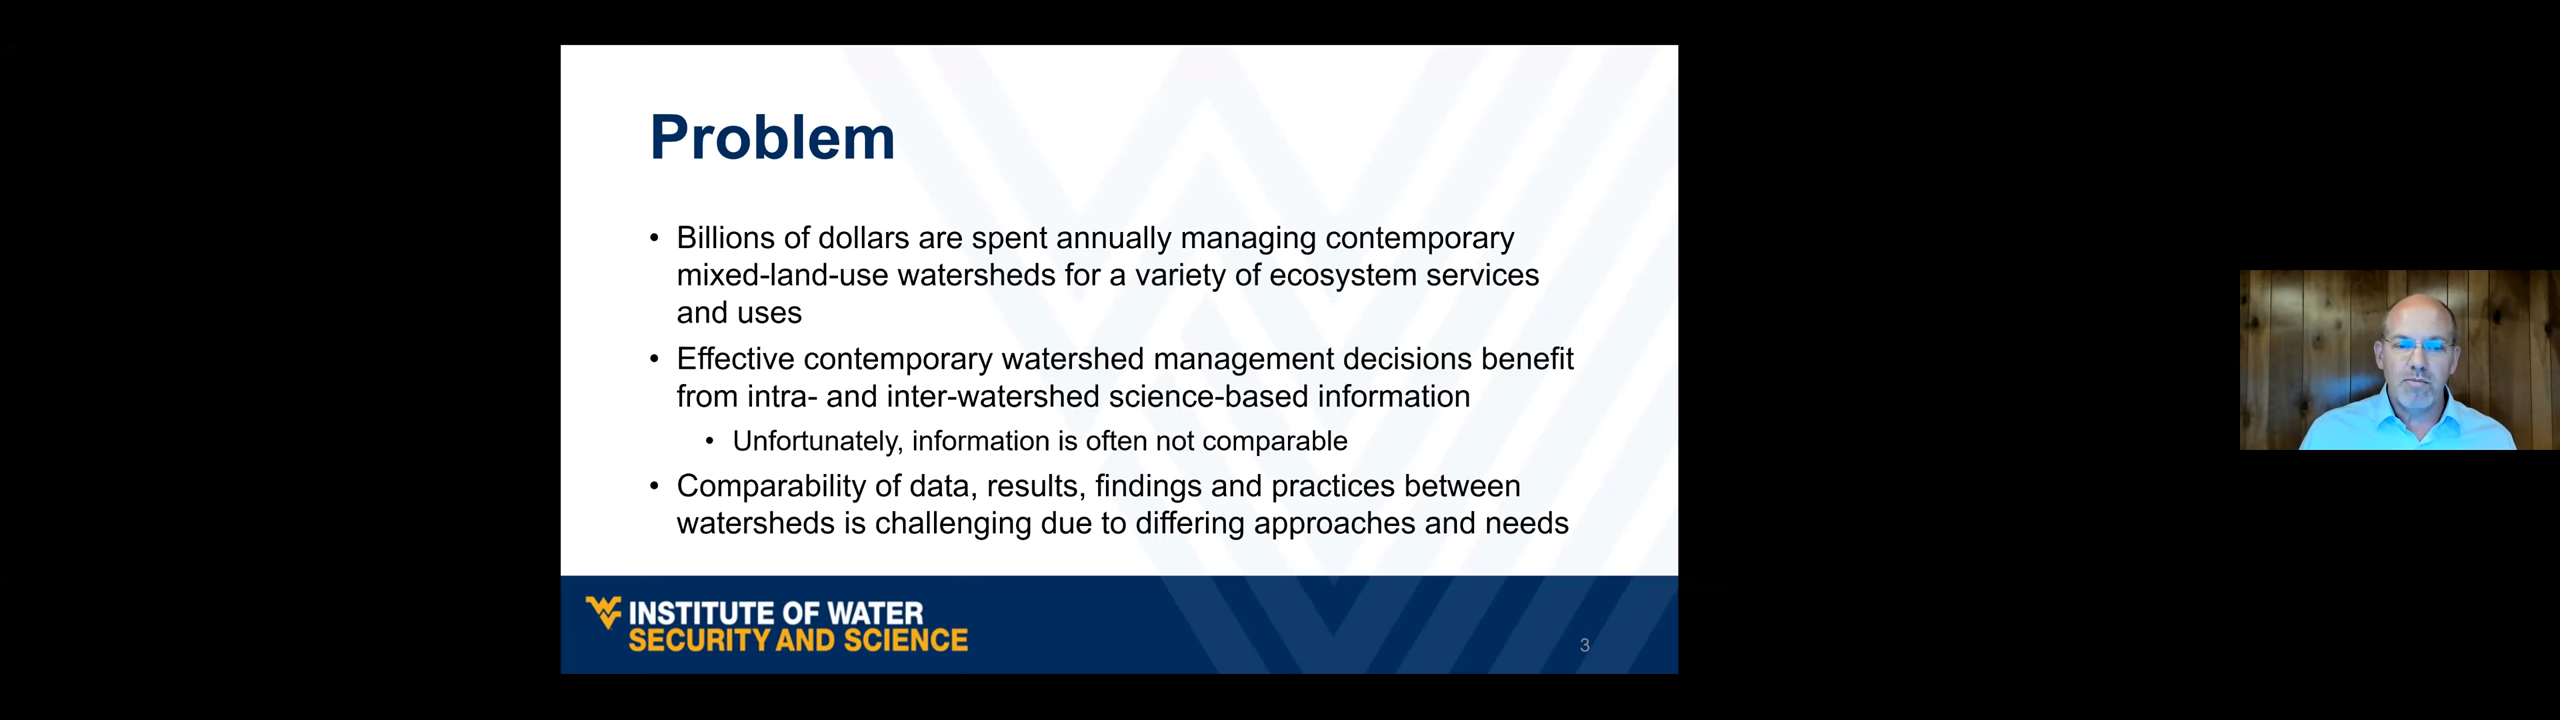 Problem
• Billions of dollars are spent annually managing contemporary
mixed-land-use watersheds for a variety of ecosystem services
and uses
• Effective contemporary watershed management decisions benefit
from intra- and inter-watershed science-based information
• Unfortunately, information is often not comparable
• Comparability of data, results, findings and practices between
watersheds is challenging due to differing approaches and needs
INSTITUTE OF WATER
SECURITY AND SCIENCE
3